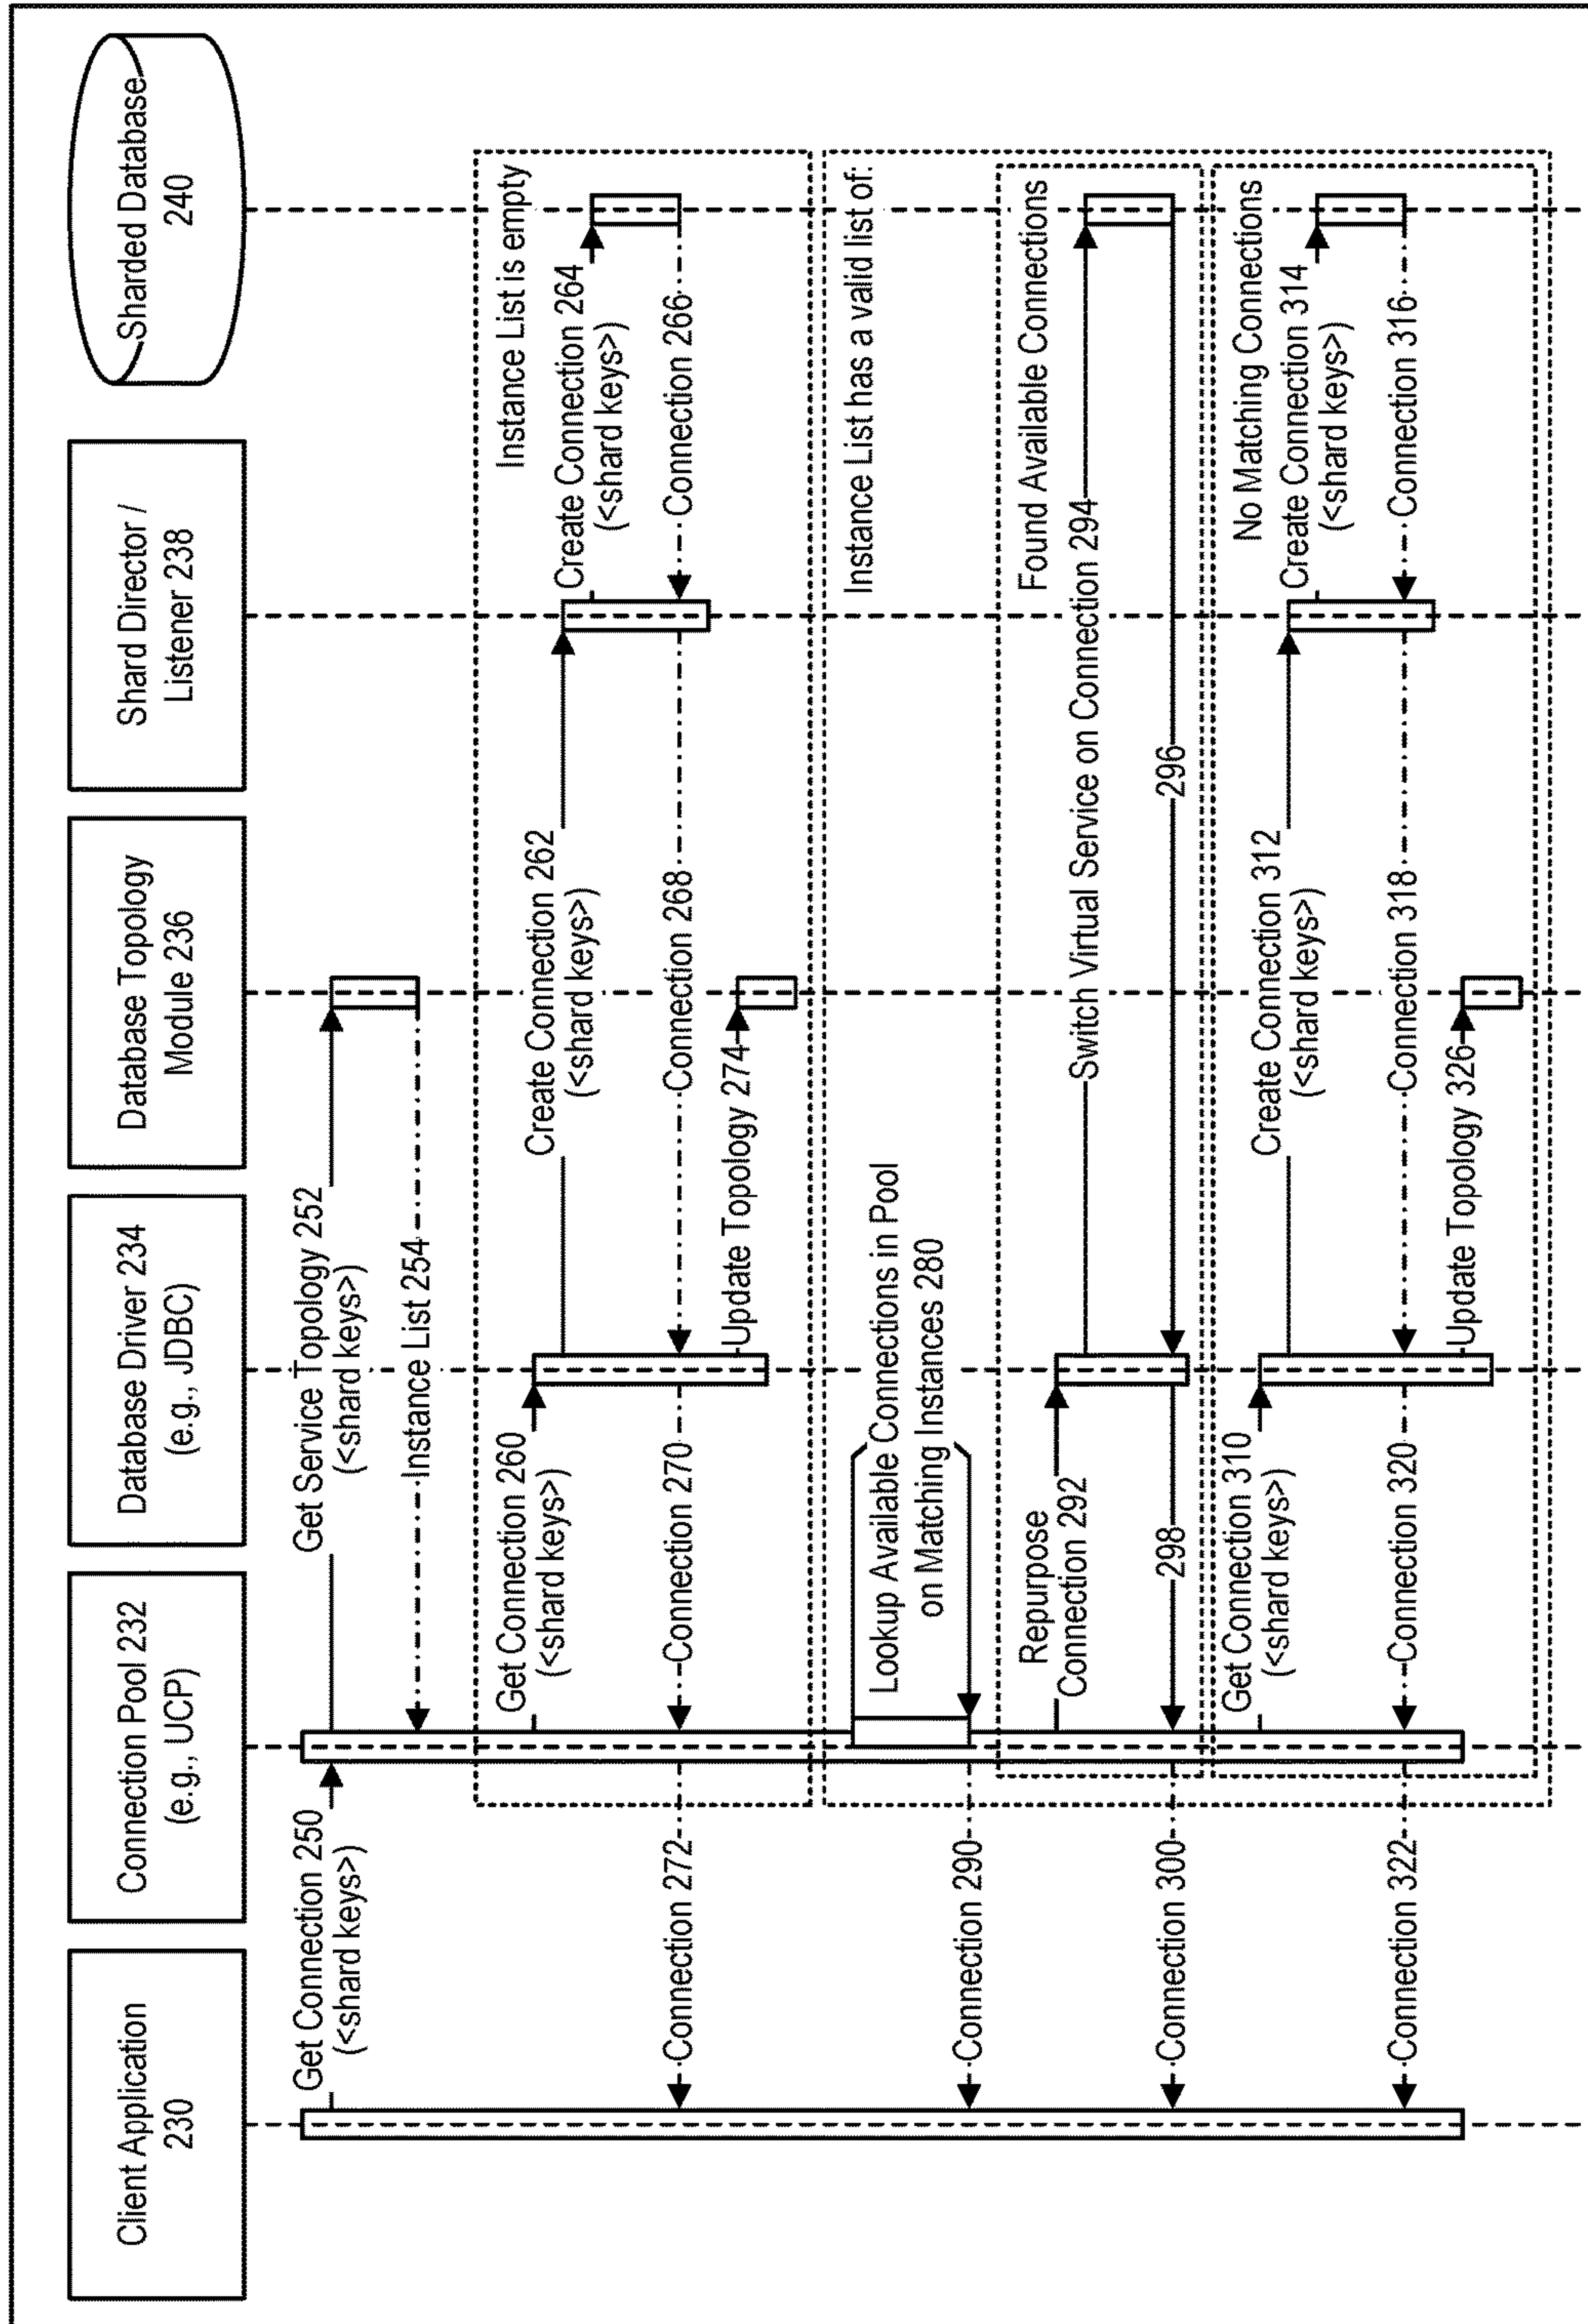 Client Application
230
Connection Pool 232
(e.g., UCP)
Database Driver 234
(e.g., JDBC)
Database Topology
Module 236
Shard Director /
Listener 238
Sharded Database
240
Get Connection 250
(<shard keys>)
Get Service Topology 252
(<shard keys>)
Instance List 254
Instance List is empty
Get Connection 260
(<shard keys>)
Create Connection 262
(<shard keys>)
Create Connection 264
(<shard keys>)
Connection 272
Connection 270
Connection 268
Connection 266
Update Topology 274
Instance List has a valid list of:
Lookup Available Connections in Pool
on Matching Instances 280
Connection 290
Found Available Connections
Repurpose
Connection 292
Switch Virtual Service on Connection 294
Connection 300
298
296
No Matching Connections
Get Connection 310
(<shard keys>)
Create Connection 312
(<shard keys>)
Create Connection 314
(<shard keys>)
Connection 322
Connection 320
Connection 318
Connection 316
Update Topology 326